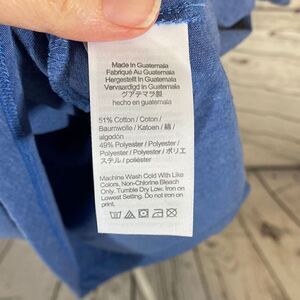 Made In Guatemala
Fabriqué Au Guatemala
Hergestellt In Guatemala
Vervaardigd In Guatemala
グアテマラ製
hecho en guatemala
51% Cotton / Coton /
Baumwolle / Katoen / 綿 /
algodón
49% Polyester / Polyester /
Polyester / Polyester / ポリエ
ステル / poliéster
Machine Wash Cold With Like
Colors, Non-Chlorine Bleach
Only, Tumble Dry Low. Iron on
Lowest Setting. Do not iron on
print.